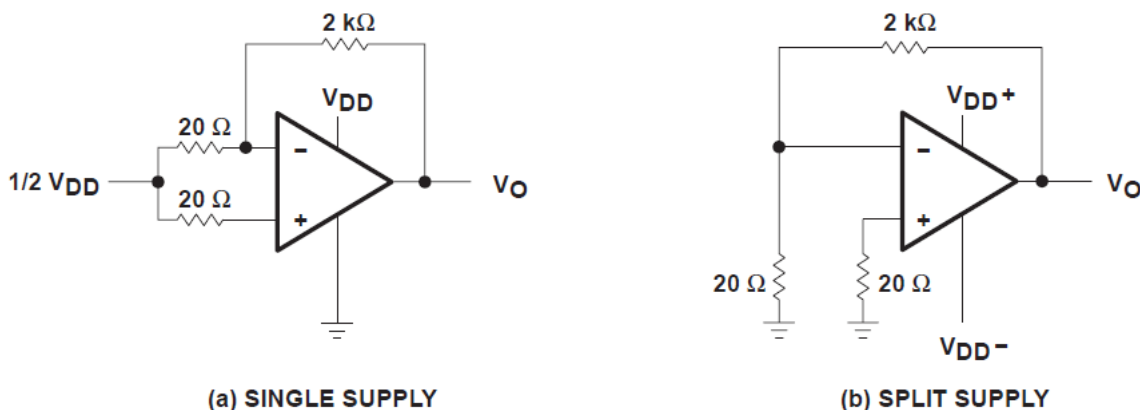 2 kΩ
VDD
20 Ω
−
1/2 VDD
20 Ω
+
VO
(a) SINGLE SUPPLY
2 kΩ
VDD+
−
+
VO
20 Ω
20 Ω
VDD−
(b) SPLIT SUPPLY